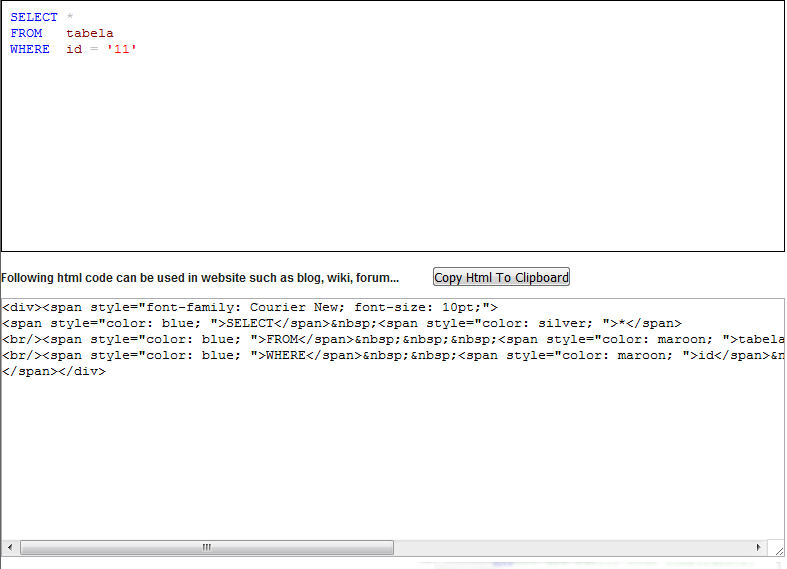 SELECT *
FROM   tabela
WHERE  id = '11'
Following html code can be used in website such as blog, wiki, forum...
Copy Html To Clipboard
<div><span style="font-family: Courier New; font-size: 10pt;">
<span style="color: blue; ">SELECT</span>&nbsp;<span style="color: silver; ">*</span>
<br/><span style="color: blue; ">FROM</span>&nbsp;&nbsp;&nbsp;<span style="color: maroon; ">tabela
<br/><span style="color: blue; ">WHERE</span>&nbsp;&nbsp;<span style="color: maroon; ">id</span>&n
</span></div>